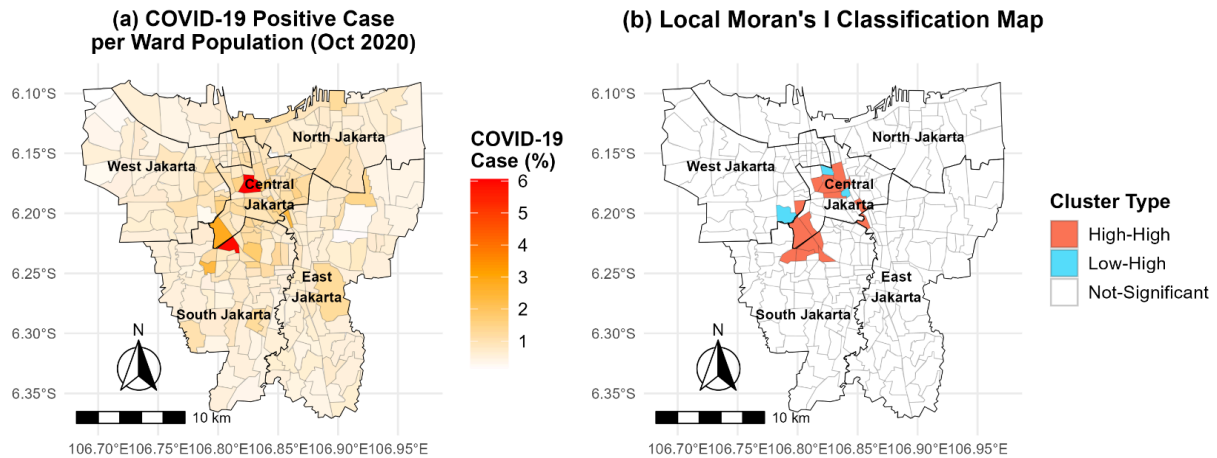 (a) COVID-19 Positive Case
per Ward Population (Oct 2020)
6.10°S
6.15°S
6.20°S
6.25°S
6.30°S
6.35°S
North Jakarta
West Jakarta
Central
Jakarta
East
Jakarta
South Jakarta
N
10 km
106.70°E106.75°E106.80°E106.85°E106.90°E106.95°E
COVID-19
Case (%)
6
5
4
3
2
1
(b) Local Moran's I Classification Map
6.10°S
6.15°S
6.20°S
6.25°S
6.30°S
6.35°S
North Jakarta
West Jakarta
Central
Jakarta
East
Jakarta
South Jakarta
N
10 km
106.70°E106.75°E106.80°E106.85°E106.90°E106.95°E
Cluster Type
High-High
Low-High
Not-Significant